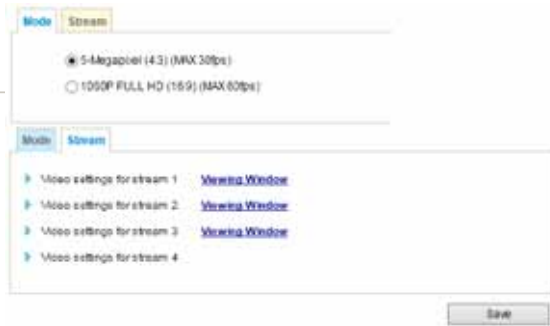 Mode Stream
5-Megapixel (4:3) (MAX 30fps)
1080P FULL HD (16:9) (MAX 60fps)
Mode Stream
Video settings for stream 1 Viewing Window
Video settings for stream 2 Viewing Window
Video settings for stream 3 Viewing Window
Video settings for stream 4
Save